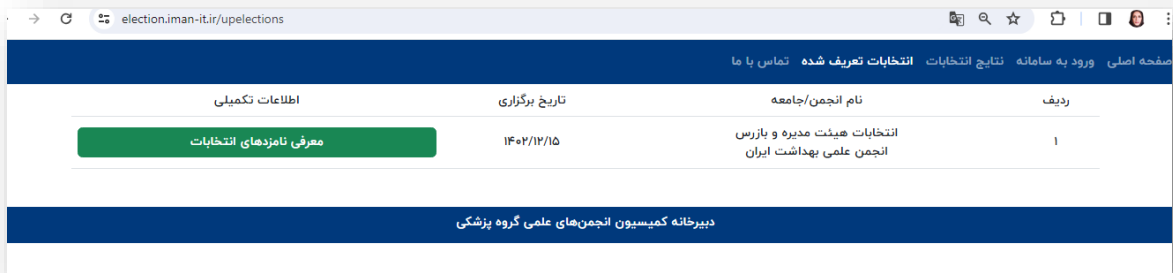 election.iman-it.ir/upelections
صفحه اصلی ورود به سامانه نتایج انتخابات انتخابات تعریف شده تماس با ما
ردیف نام انجمن/جامعه تاریخ برگزاری اطلاعات تکمیلی
۱ انتخابات هیئت مدیره و بازرس ۱۴۰۲/۱۲/۱۵ معرفی نامزدهای انتخابات
انجمن علمی بهداشت ایران
دبیرخانه کمیسیون انجمن‌های علمی گروه پزشکی